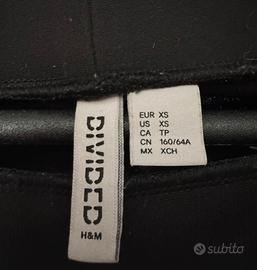 DIVIDED
H&M
EUR XS
US XS
CA TP
CN 160/64A
MX XCH
subito